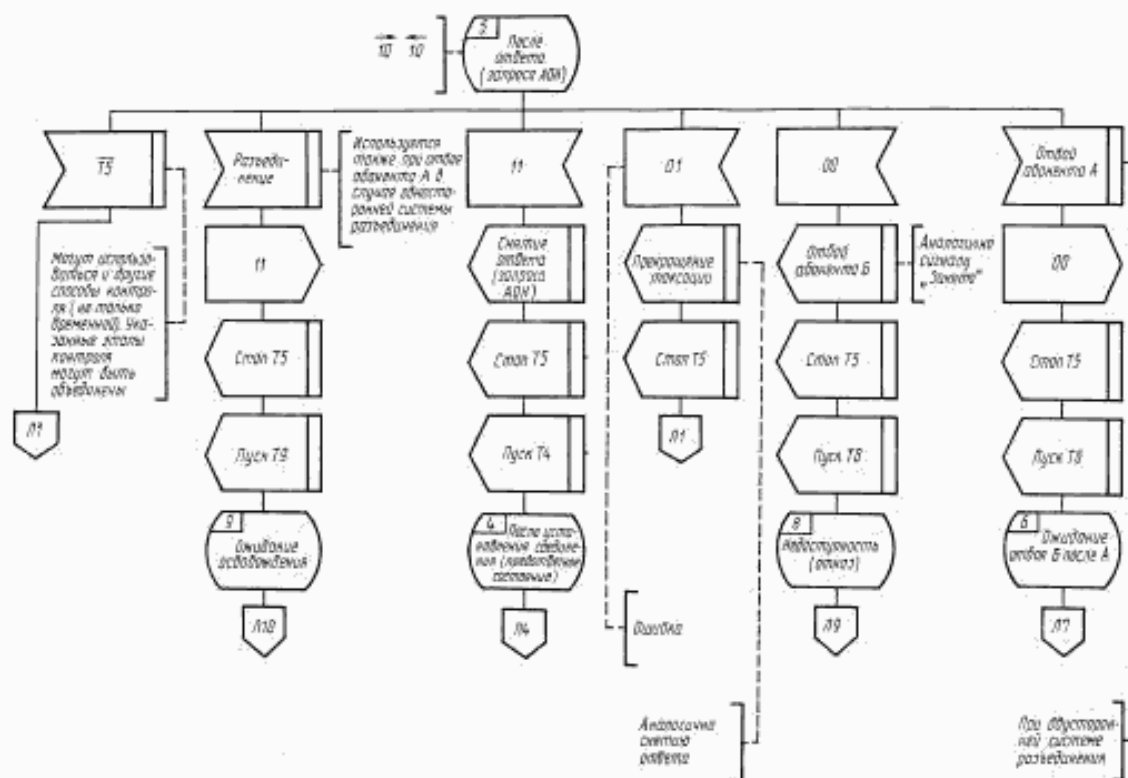 10 10
5
После
ответа
(запроса АОН)
Т5
Разъеди-
нение
Используется
также при отбое
абонента А в
случае односто-
ронней системы
разъединения
11
01
00
Отбой
абонента А
Могут использо-
ваться и другие
способы контро-
ля (не только
временной). Ука-
занные этапы
контроля
могут быть
объединены
11
Снятие
ответа
(запроса
АОН)
Прекращение
таксации
Отбой
абонента Б
Аналогично
сигналу
„Занято"
00
Стоп Т5
Стоп Т5
Стоп Т5
Стоп Т5
Стоп Т5
Л1
Пуск Т9
Пуск Т4
Л1
Пуск Т8
Пуск Т8
9
Ожидание
освобождения
4
После уста-
новления соедине-
ния (предответное
состояние)
8
Недоступность
(отказ)
6
Ожидание
отбоя Б после А
Л10
Л4
Ошибка
Л9
Л7
Аналогично
снятию
ответа
При двусторон-
ней системе
разъединения